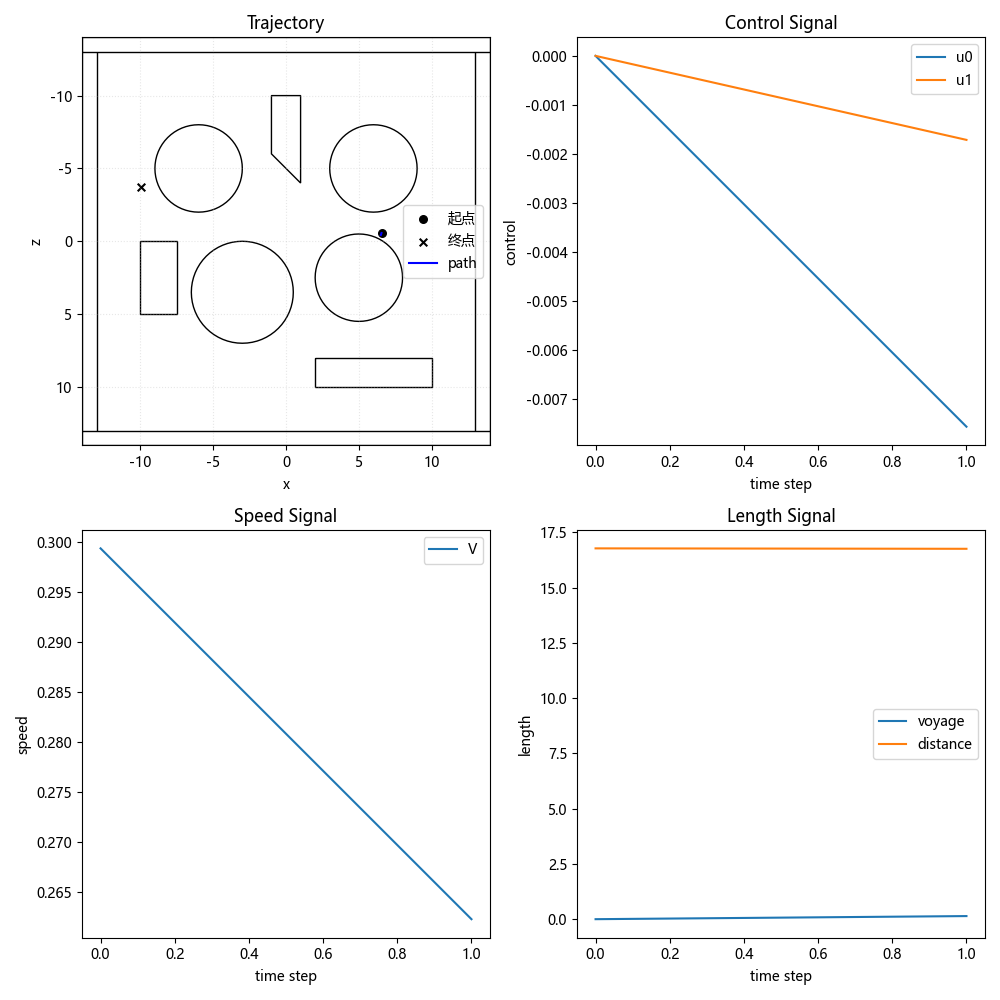 Trajectory
-10
-5
0
5
10
z
-10
-5
0
5
10
x
起点
终点
path
Control Signal
0.000
-0.001
-0.002
-0.003
-0.004
-0.005
-0.006
-0.007
control
0.0
0.2
0.4
0.6
0.8
1.0
time step
u0
u1
Speed Signal
0.300
0.295
0.290
0.285
0.280
0.275
0.270
0.265
speed
0.0
0.2
0.4
0.6
0.8
1.0
time step
V
Length Signal
17.5
15.0
12.5
10.0
7.5
5.0
2.5
0.0
length
0.0
0.2
0.4
0.6
0.8
1.0
time step
voyage
distance